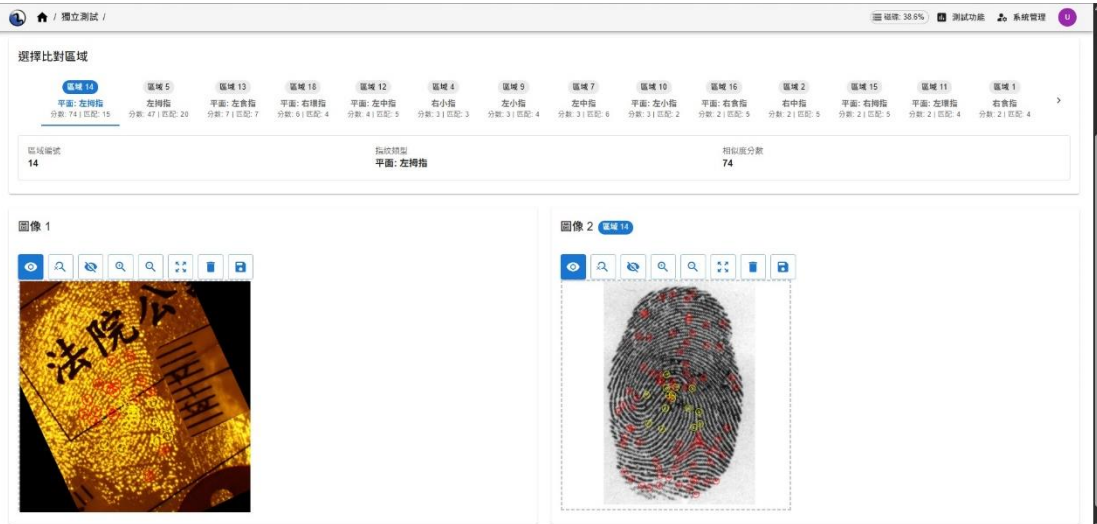 / 獨立測試 /
磁碟: 38.6%
測試功能
系統管理
U
選擇比對區域
區域 14
平面: 左拇指
分數: 74 | 匹配: 15
區域 5
左拇指
分數: 47 | 匹配: 20
區域 13
平面: 左食指
分數: 7 | 匹配: 7
區域 18
平面: 右環指
分數: 6 | 匹配: 4
區域 12
平面: 左中指
分數: 4 | 匹配: 5
區域 4
右小指
分數: 3 | 匹配: 3
區域 9
左小指
分數: 3 | 匹配: 4
區域 7
左中指
分數: 3 | 匹配: 6
區域 10
平面: 左小指
分數: 3 | 匹配: 2
區域 16
平面: 右食指
分數: 2 | 匹配: 5
區域 2
右中指
分數: 2 | 匹配: 5
區域 15
平面: 右拇指
分數: 2 | 匹配: 5
區域 11
平面: 左環指
分數: 2 | 匹配: 4
區域 1
右食指
分數: 2 | 匹配: 4
區域編號
14
指紋類型
平面: 左拇指
相似度分數
74
圖像 1
圖像 2
區域 14
法院公